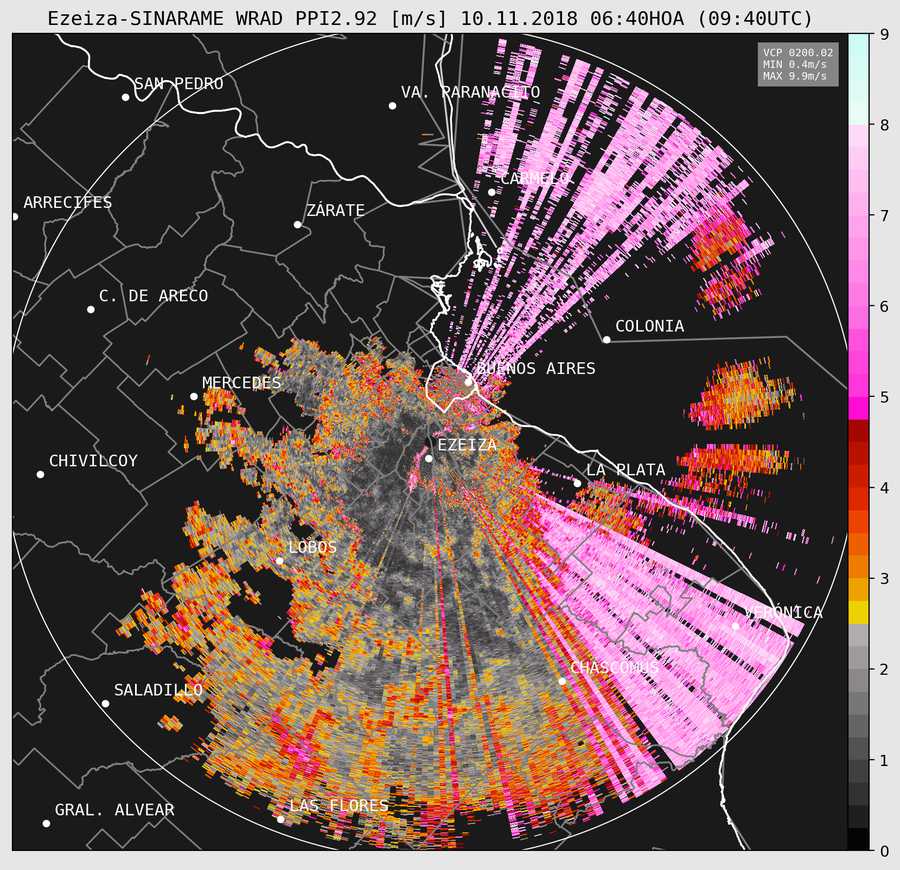 Ezeiza-SINARAME WRAD PPI2.92 [m/s] 10.11.2018 06:40HOA (09:40UTC)
VCP 0200.02
MIN 0.4m/s
MAX 9.9m/s
SAN PEDRO
VA. PARANACITO
CARMELO
ARRECIFES
ZÁRATE
C. DE ARECO
COLONIA
BUENOS AIRES
MERCEDES
EZEIZA
CHIVILCOY
LA PLATA
LOBOS
VERÓNICA
CHASCOMÚS
SALADILLO
LAS FLORES
GRAL. ALVEAR
9
8
7
6
5
4
3
2
1
0